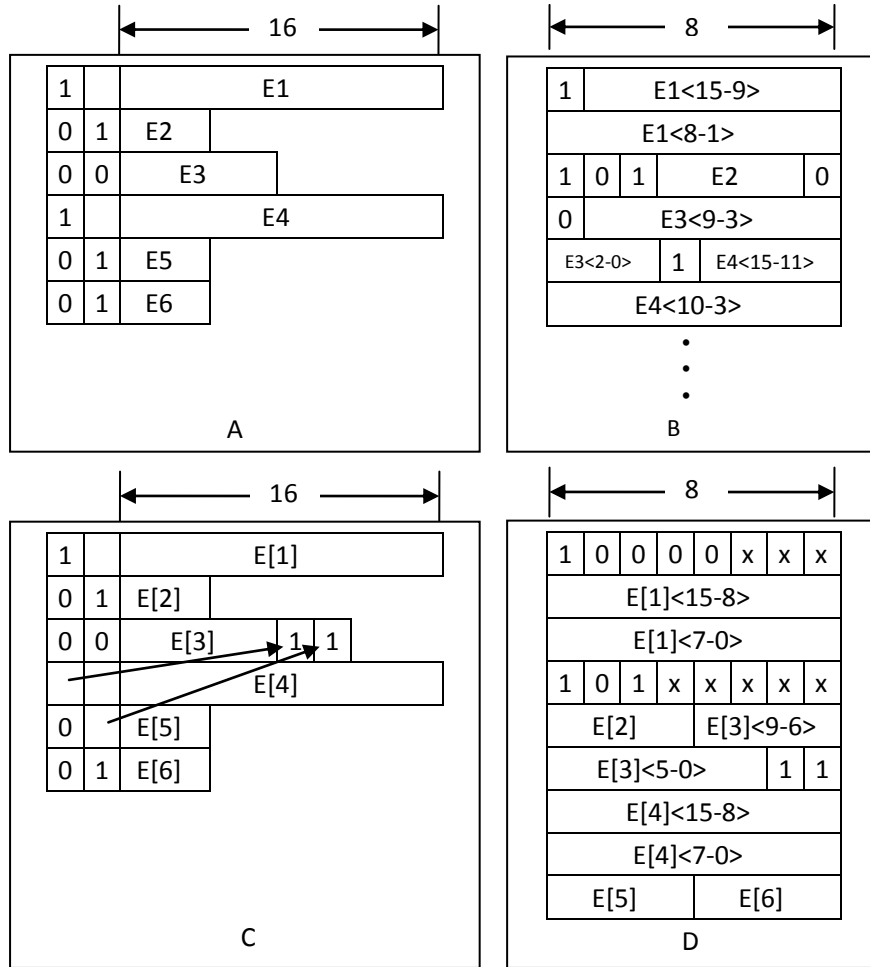 16
1 E1
0 1 E2
0 0 E3
1 E4
0 1 E5
0 1 E6
A
8
1 E1<15-9>
E1<8-1>
1 0 1 E2 0
0 E3<9-3>
E3<2-0> 1 E4<15-11>
E4<10-3>
B
16
1 E[1]
0 1 E[2]
0 0 E[3] 1 1
E[4]
0 E[5]
0 1 E[6]
C
8
1 0 0 0 0 x x x
E[1]<15-8>
E[1]<7-0>
1 0 1 x x x x x
E[2] E[3]<9-6>
E[3]<5-0> 1 1
E[4]<15-8>
E[4]<7-0>
E[5] E[6]
D